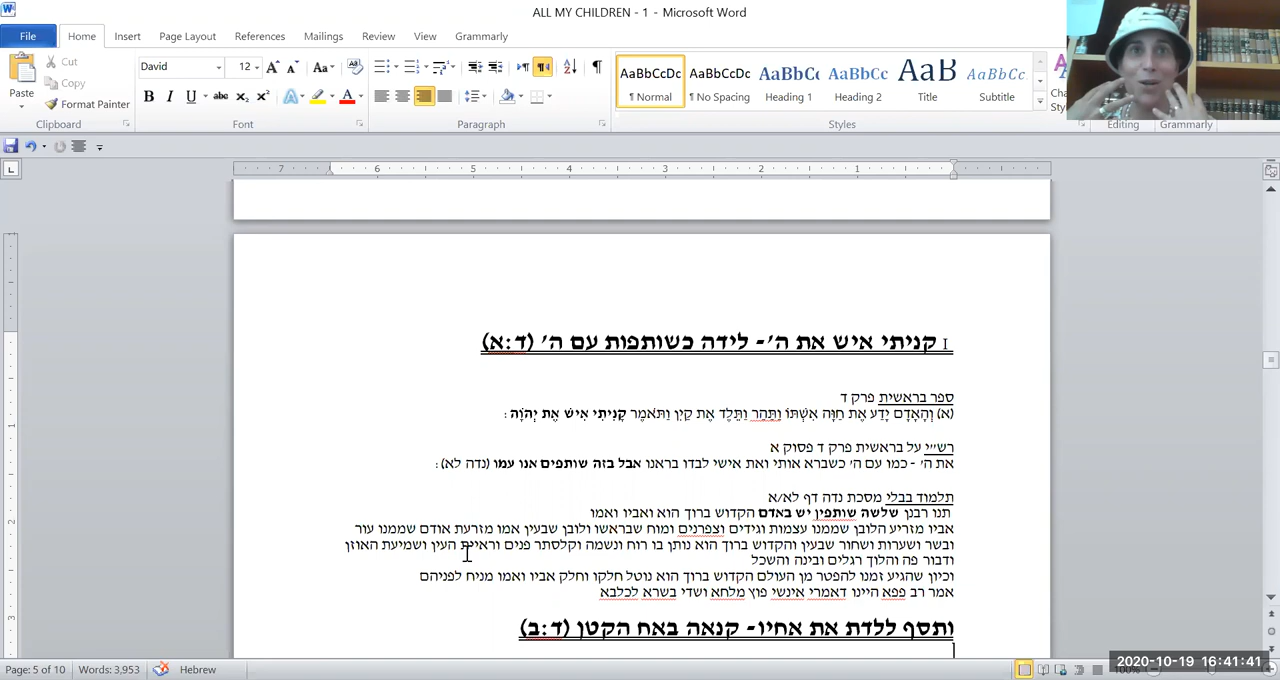 ALL MY CHILDREN - 1 - Microsoft Word
File Home Insert Page Layout References Mailings Review View Grammarly
Paste Cut Copy Format Painter
David 12
AaBbCcDc AaBbCcDc AaBbCc AaBbCc AaB AaBbCc.
¶ Normal ¶ No Spacing Heading 1 Heading 2 Title Subtitle
Clipboard Font Paragraph Styles Editing Grammarly
7 6 5 4 3 2 1
קניתי איש את ה'- לידה כשותפות עם ה' (ד:א)
ספר בראשית פרק ד
(א) וְהָאָדָם יָדַע אֶת חַוָּה אִשְׁתּוֹ וַתַּהַר וַתֵּלֶד אֶת קַיִן וַתֹּאמֶר קָנִיתִי אִישׁ אֶת יְהֹוָה:
רש״י על בראשית פרק ד פסוק א
את ה' - כמו עם ה' כשברא אותי ואת אישי לבדו בראנו אבל בזה שותפים אנו עמו (נדה לא):
תלמוד בבלי מסכת נדה דף לא/א
תנו רבנן שלשה שותפין יש באדם הקדוש ברוך הוא ואביו ואמו
אביו מזריע הלובן שממנו עצמות וגידים וצפרנים ומוח שבראשו ולובן שבעין אמו מזרעת אודם שממנו עור
ובשר ושערות ושחור שבעין והקדוש ברוך הוא נותן בו רוח ונשמה וקלסתר פנים וראיית העין ושמיעת האוזן
ודבור פה והלוך רגלים ובינה והשכל
וכיון שהגיע זמנו להפטר מן העולם הקדוש ברוך הוא נוטל חלקו וחלק אביו ואמו מניח לפניהם
אמר רב פפא היינו דאמרי אינשי פוץ מלחא ושדי בשרא לכלבא
ותסף ללדת את אחיו- קנאה באח הקטן (ד:ב)
Page: 5 of 10 Words: 3,953 Hebrew
2020-10-19 16:41:41